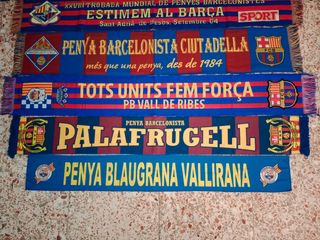 XXVIII TROBADA MUNDIAL DE PENYES BARCELONISTES
ESTIMEM AL BARÇA
Sant Adrià de Besòs, Setembre 04
SPORT
PENYA BARCELONISTA CIUTADELLA
més que una penya, des de 1984
TOTS UNITS FEM FORÇA
PB VALL DE RIBES
PENYA BARCELONISTA
PALAFRUGELL
PENYA BLAUGRANA VALLIRANA